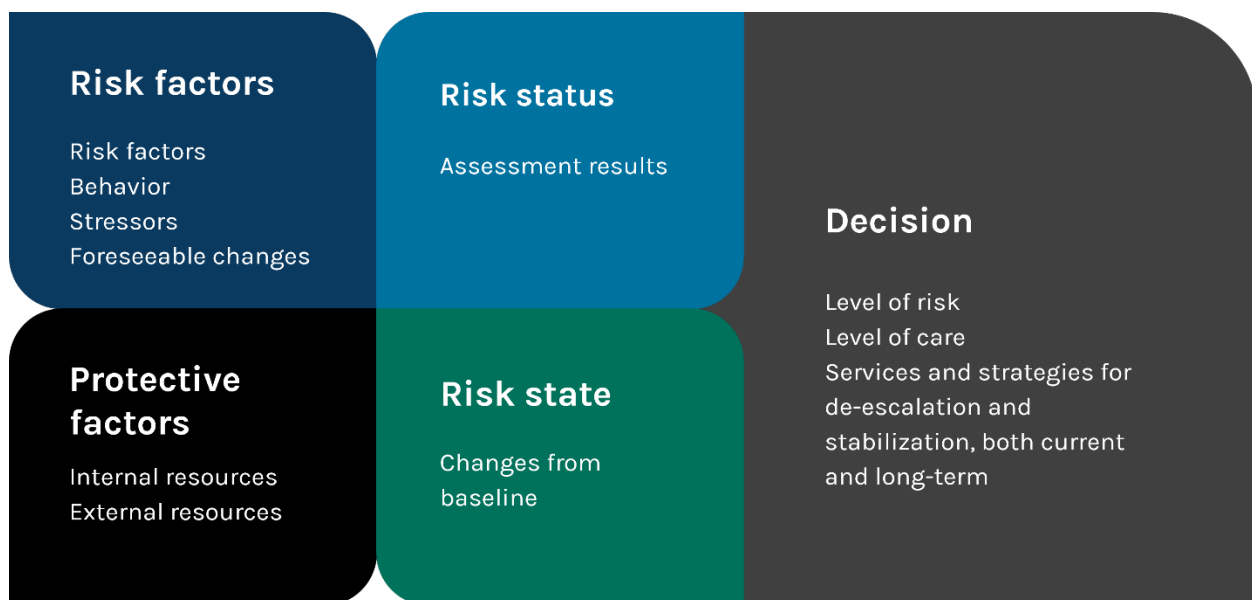 Risk factors
Risk factors
Behavior
Stressors
Foreseeable changes
Risk status
Assessment results
Protective
factors
Internal resources
External resources
Risk state
Changes from
baseline
Decision
Level of risk
Level of care
Services and strategies for
de-escalation and
stabilization, both current
and long-term